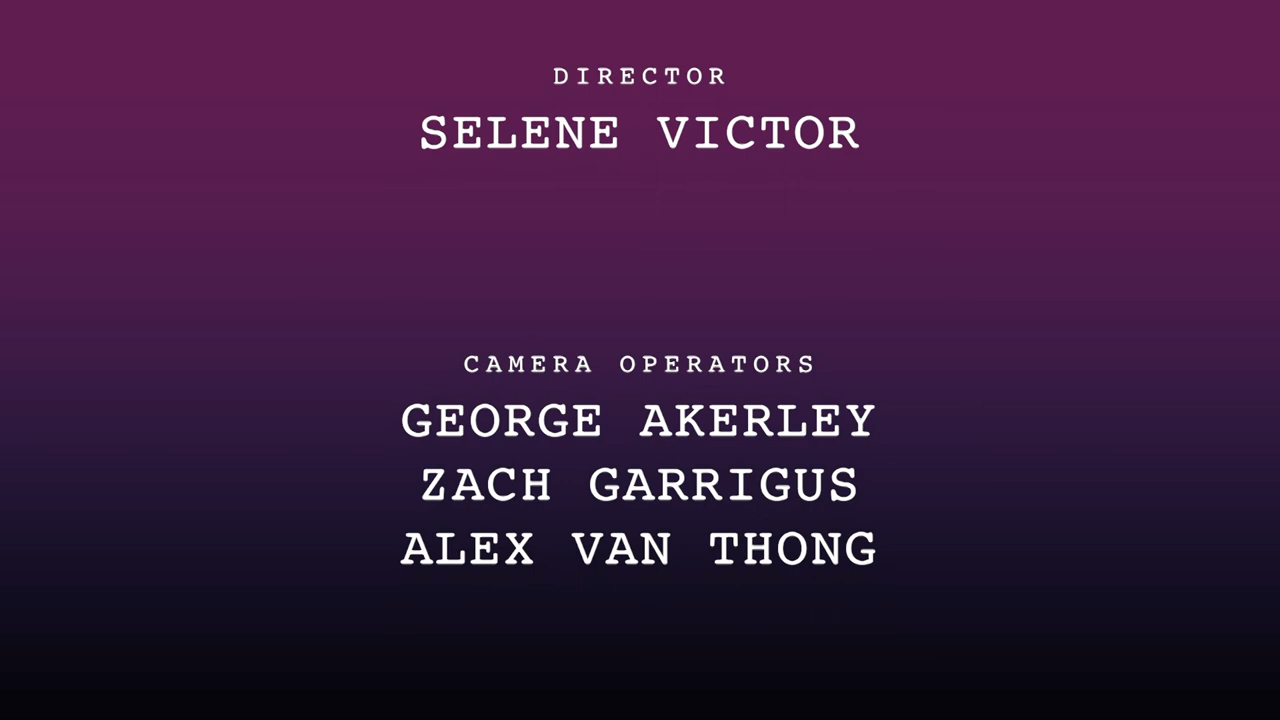 DIRECTOR
SELENE VICTOR
CAMERA OPERATORS
GEORGE AKERLEY
ZACH GARRIGUS
ALEX VAN THONG